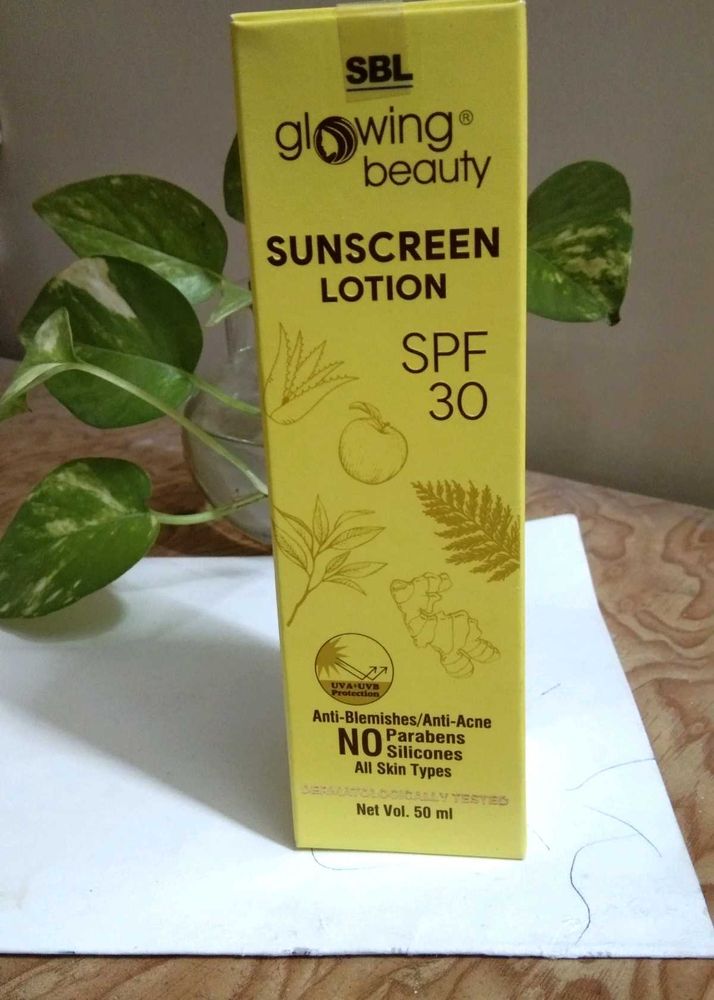 SBL
glowing®
beauty
SUNSCREEN
LOTION
SPF
30
UVA+UVB
Protection
Anti-Blemishes/Anti-Acne
NO Parabens
Silicones
All Skin Types
DERMATOLOGICALLY TESTED
Net Vol. 50 ml